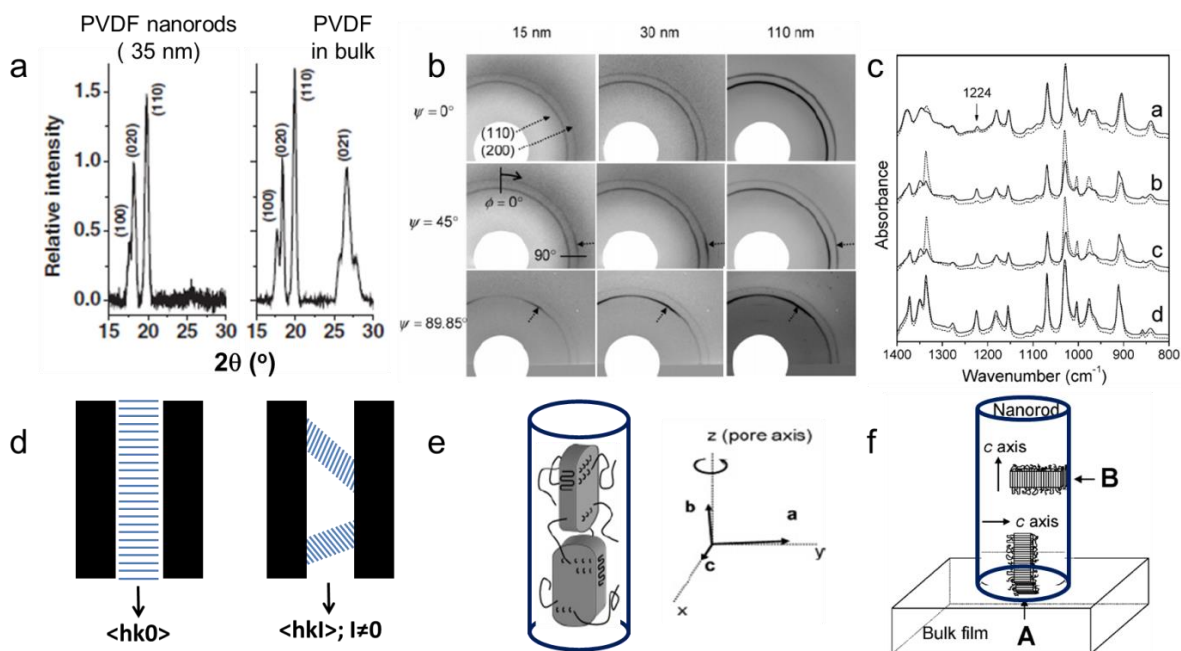 a
PVDF nanorods
( 35 nm)
PVDF
in bulk
Relative intensity
1.5
1.0
0.5
0.0
(100)
(020)
(110)
(100)
(020)
(110)
(021)
15 20 25 30
15 20 25 30
2θ (º)
b
15 nm 30 nm 110 nm
ψ = 0°
(110)
(200)
ψ = 45°
ϕ = 0°
90°
ψ = 89.85°
c
Absorbance
1224
a
b
c
d
1400 1300 1200 1100 1000 900 800
Wavenumber (cm-1)
d
<hk0>
<hkl>; l≠0
e
z (pore axis)
b
a
y
c
x
f
Nanorod
c axis
B
c axis
Bulk film
A